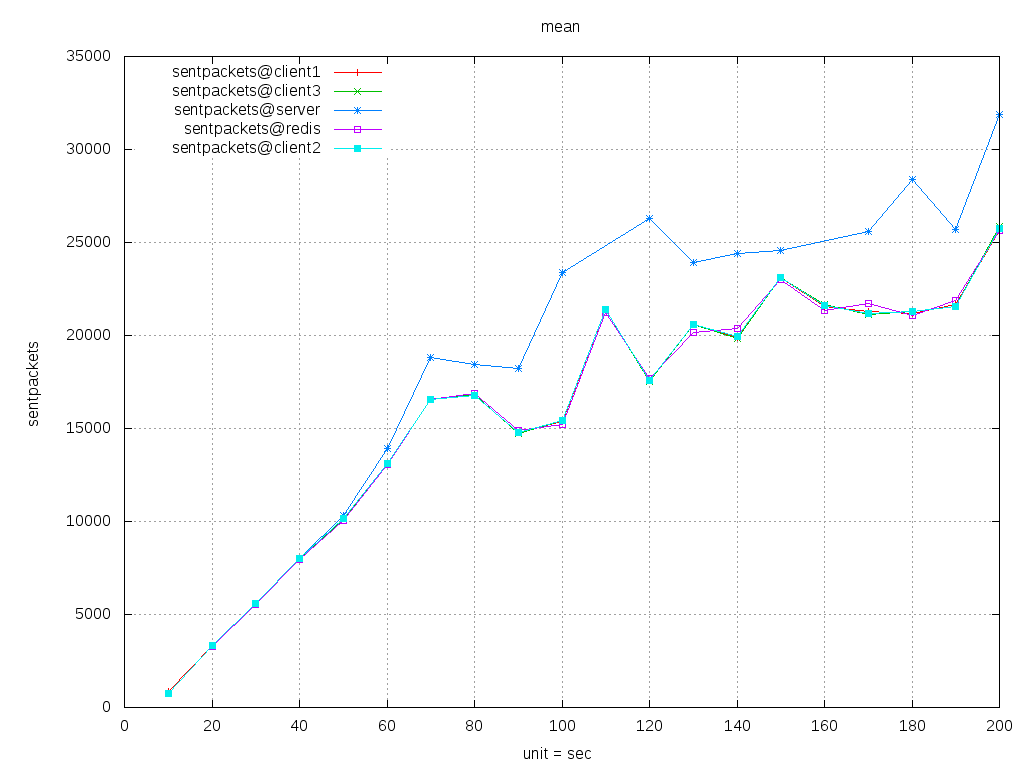 mean
35000
30000
25000
20000
15000
10000
5000
0
sentpackets
sentpackets@client1
sentpackets@client3
sentpackets@server
sentpackets@redis
sentpackets@client2
0 20 40 60 80 100 120 140 160 180 200
unit = sec